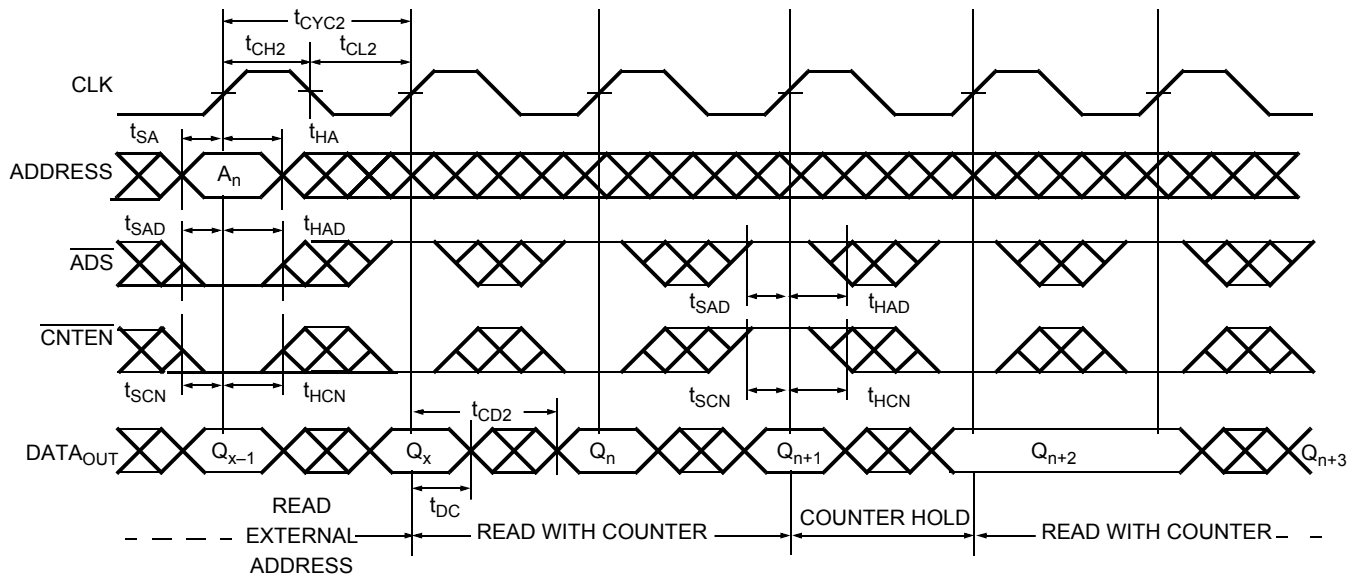 tCYC2
tCH2 tCL2
CLK
tSA tHA
ADDRESS An
tSAD tHAD
ADS
tSAD tHAD
CNTEN
tSCN tHCN tSCN tHCN
tCD2
DATAOUT Qx–1 Qx Qn Qn+1 Qn+2 Qn+3
tDC
READ EXTERNAL ADDRESS
READ WITH COUNTER
COUNTER HOLD
READ WITH COUNTER